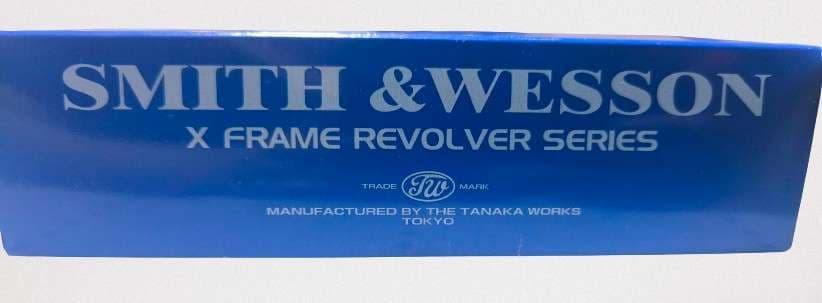 SMITH & WESSON
X FRAME REVOLVER SERIES
TRADE TW MARK
MANUFACTURED BY THE TANAKA WORKS
TOKYO